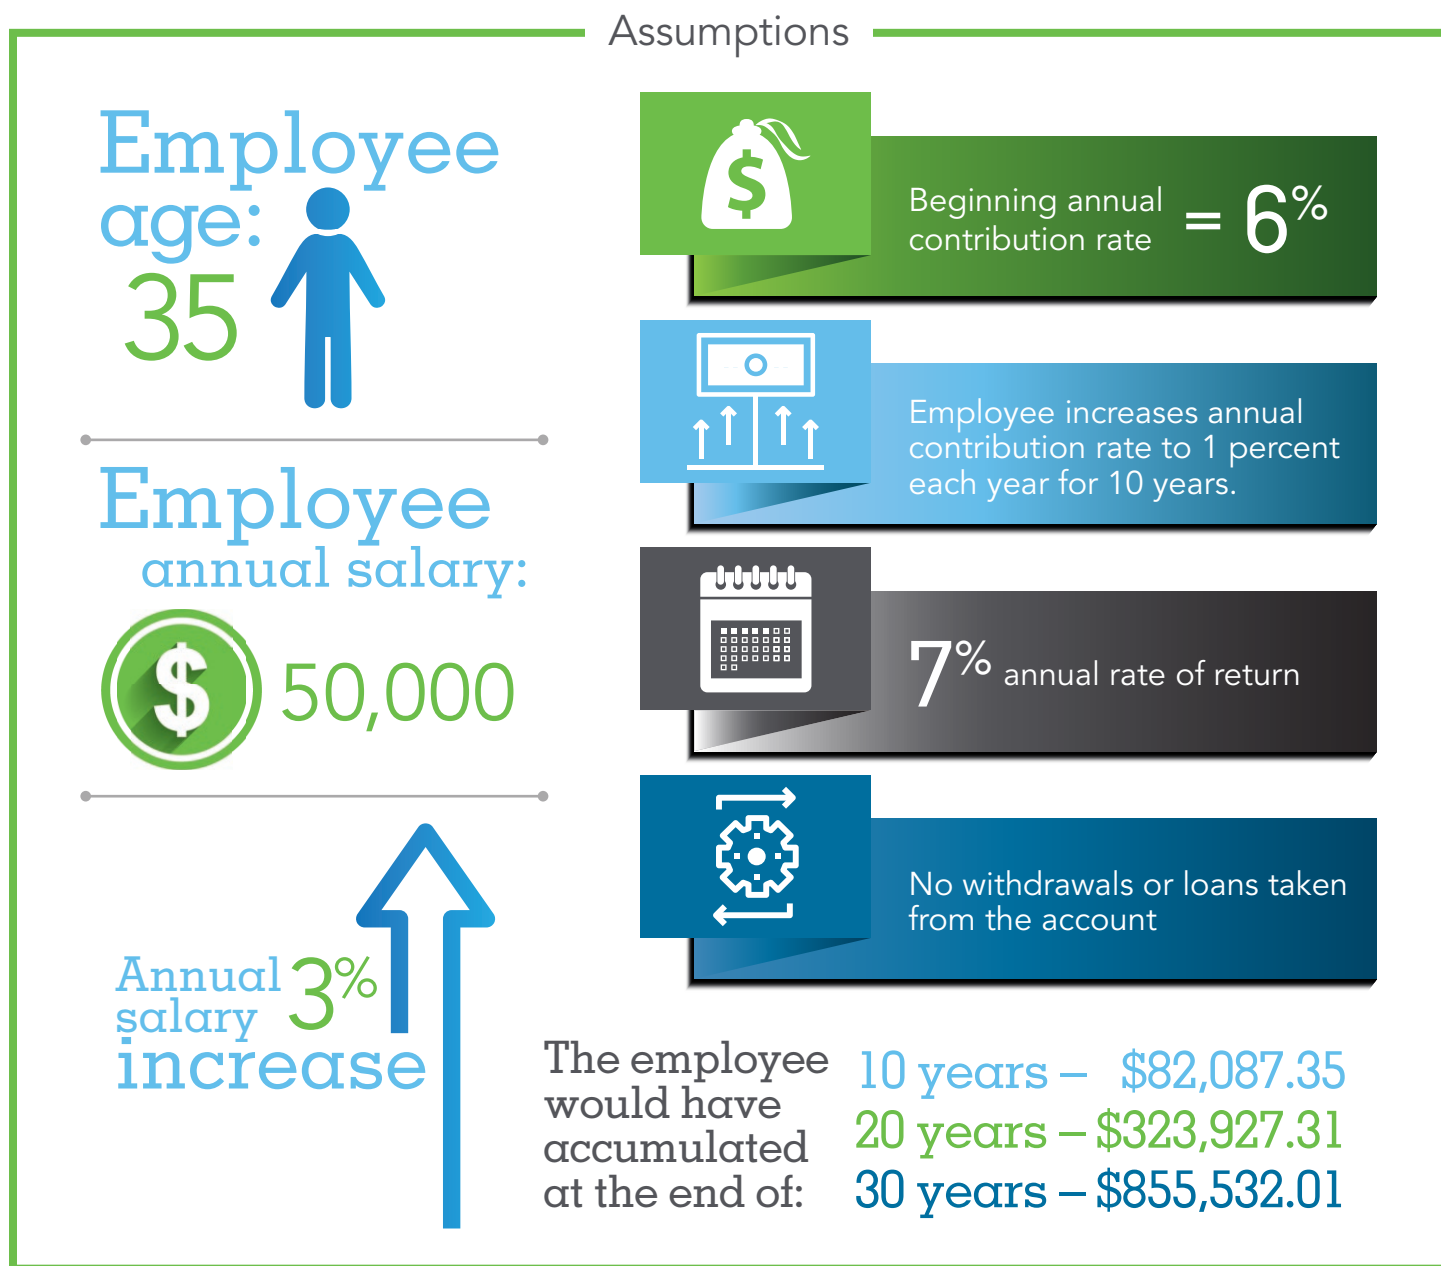 Assumptions
Employee
age:
35
Employee
annual salary:
$ 50,000
Annual
salary 3%
increase
$
Beginning annual
contribution rate = 6%
Employee increases annual
contribution rate to 1 percent
each year for 10 years.
7% annual rate of return
No withdrawals or loans taken
from the account
The employee
would have
accumulated
at the end of:
10 years – $82,087.35
20 years – $323,927.31
30 years – $855,532.01